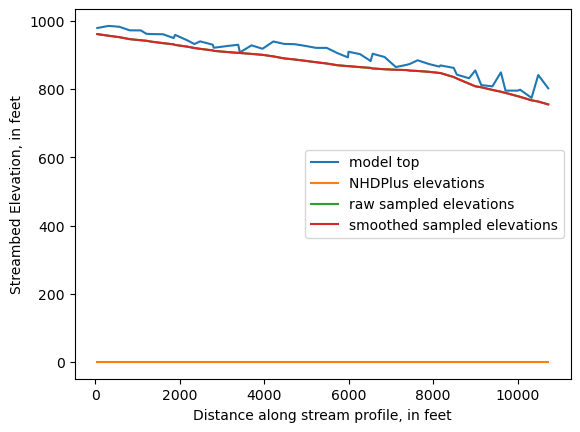 1000
800
600
400
200
0
Streambed Elevation, in feet
model top
NHDPlus elevations
raw sampled elevations
smoothed sampled elevations
0 2000 4000 6000 8000 10000
Distance along stream profile, in feet